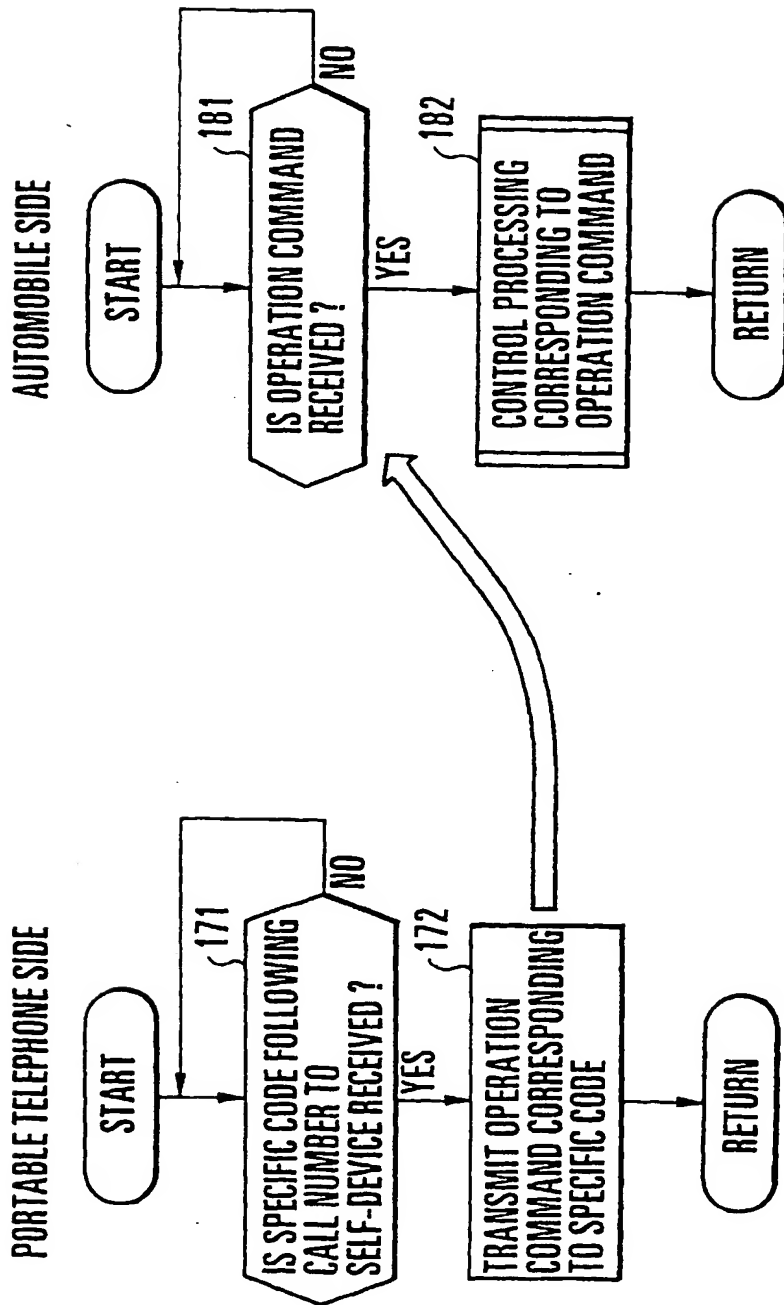 PORTABLE TELEPHONE SIDE
START
171
IS SPECIFIC CODE FOLLOWING
CALL NUMBER TO
SELF-DEVICE RECEIVED ?
NO
YES
172
TRANSMIT OPERATION
COMMAND CORRESPONDING
TO SPECIFIC CODE
RETURN
AUTOMOBILE SIDE
START
181
IS OPERATION COMMAND
RECEIVED ?
NO
YES
182
CONTROL PROCESSING
CORRESPONDING TO
OPERATION COMMAND
RETURN